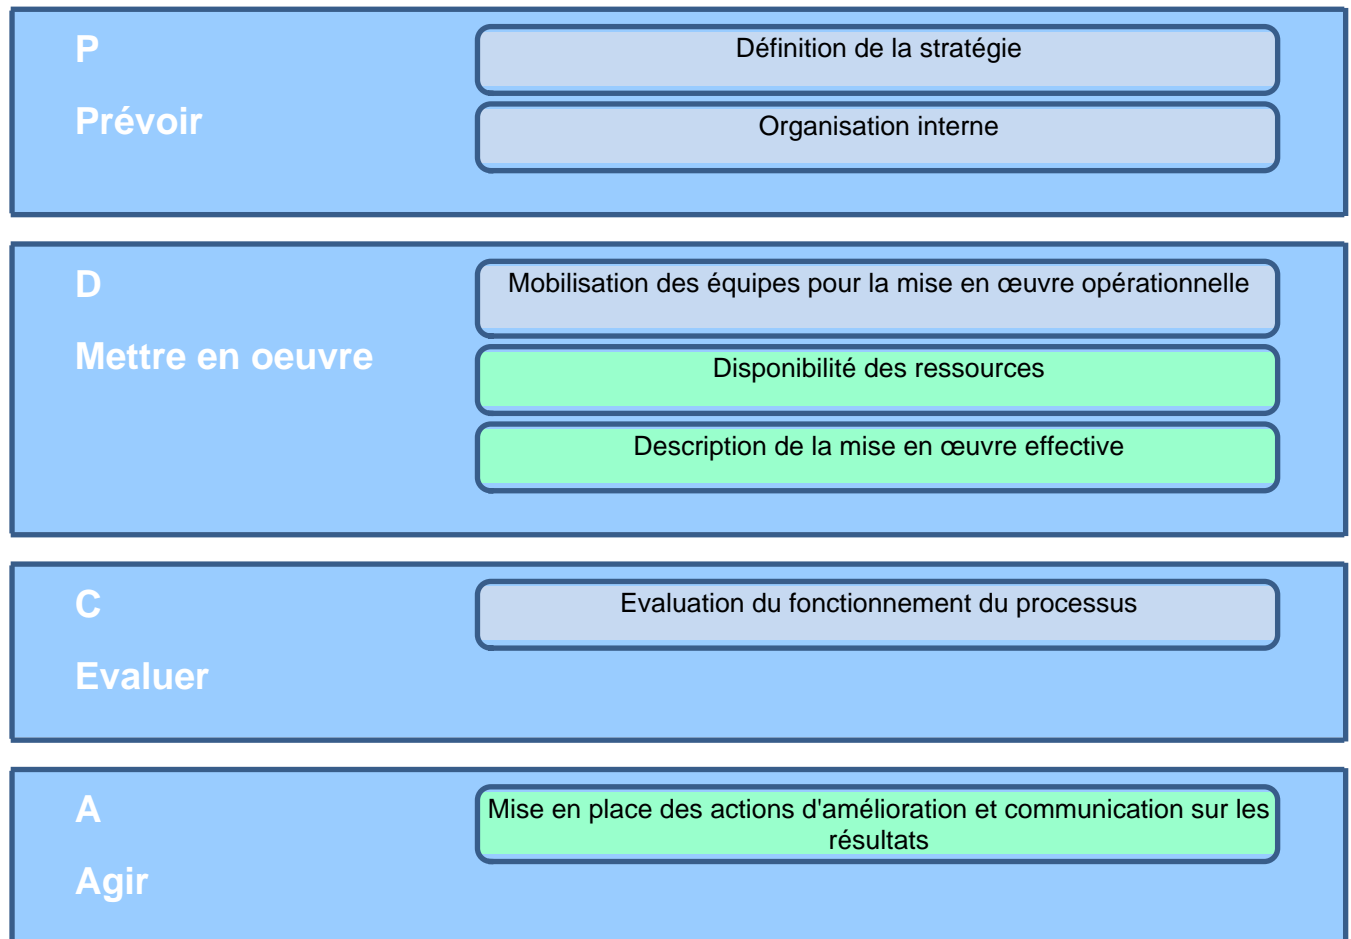 P
Prévoir
Définition de la stratégie
Organisation interne
D
Mettre en oeuvre
Mobilisation des équipes pour la mise en œuvre opérationnelle
Disponibilité des ressources
Description de la mise en œuvre effective
C
Evaluer
Evaluation du fonctionnement du processus
A
Agir
Mise en place des actions d'amélioration et communication sur les
résultats